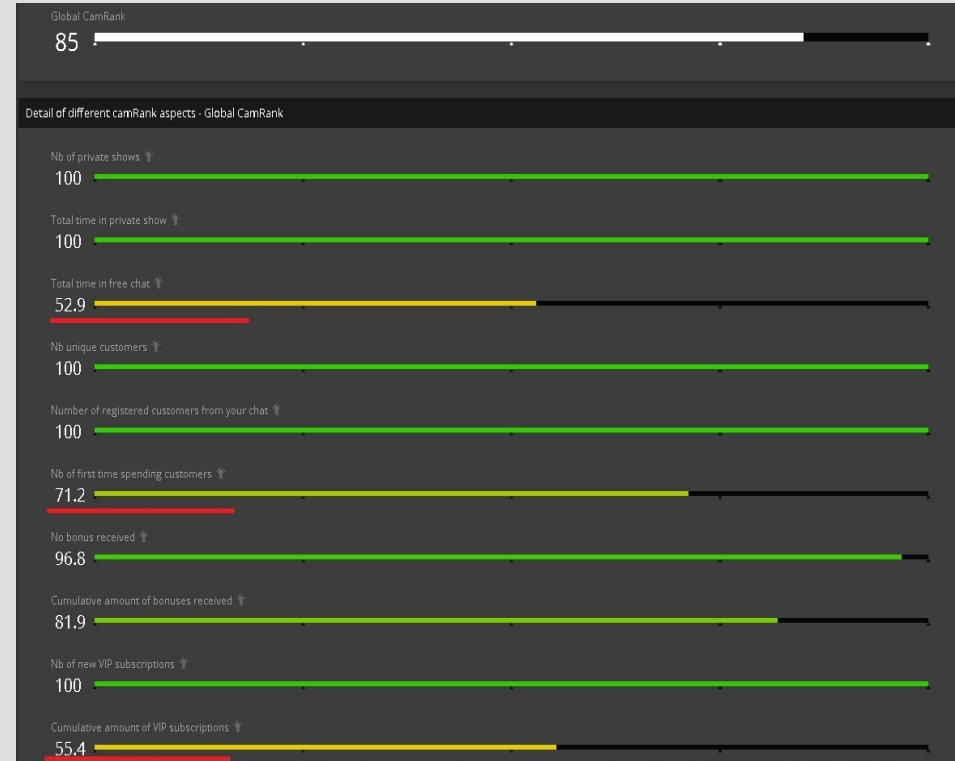 Global CamRank
85
Detail of different camRank aspects - Global CamRank
Nb of private shows
100
Total time in private show
100
Total time in free chat
52.9
Nb unique customers
100
Number of registered customers from your chat
100
Nb of first time spending customers
71.2
No bonus received
96.8
Cumulative amount of bonuses received
81.9
Nb of new VIP subscriptions
100
Cumulative amount of VIP subscriptions
55.4